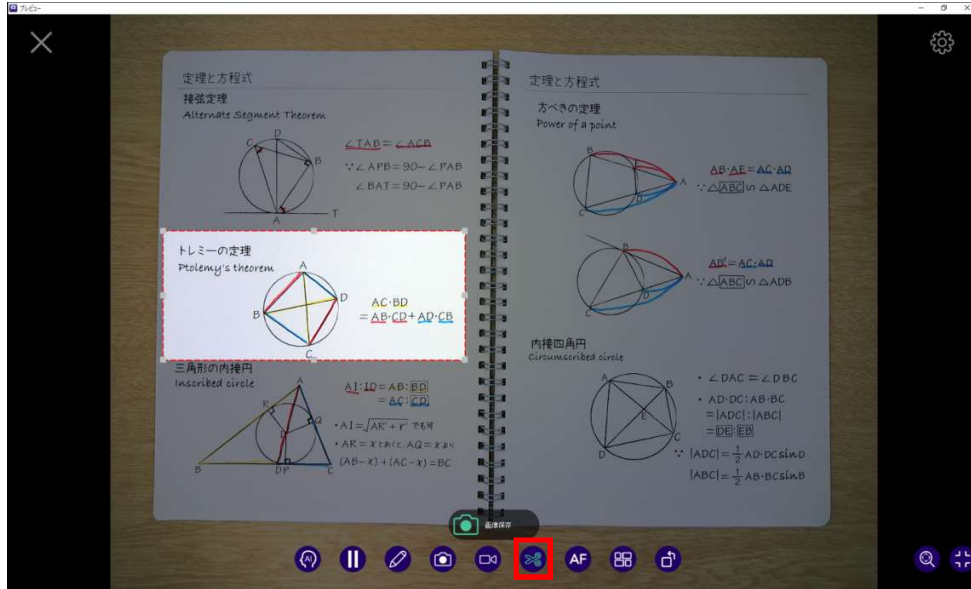 プレビュー
定理と方程式
接弦定理
Alternate Segment Theorem
D
C
B
A
T
∠TAB=∠ACB
∵∠APB=90-∠PAB
∠BAT=90-∠PAB
トレミーの定理
Ptolemy's theorem
A
D
B
C
AC·BD
=AB·CD+AD·CB
三角形の内接円
Inscribed circle
A
R
Q
I
B
D P
C
AI:ID=AB:BD
=AC:CD
・AI=√AR²+r² でも可
・AR=xとおくと、AQ=xより
(AB-x)+(AC-x)=BC
定理と方程式
方べきの定理
Power of a point
B
E
A
D
C
AB·AE=AC·AD
∵△ABC∽△ADE
B
A
D
C
AB²=AC·AD
∵△ABC∽△ADB
内接四角円
Circumscribed circle
A
B
E
C
D
・∠DAC=∠DBC
・AD·DC:AB·BC
=|ADC|:|ABC|
=DE:EB
∵|ADC|=1/2 AD·DCsinD
|ABC|=1/2 AB·BCsinB
画像保存
AI
AF